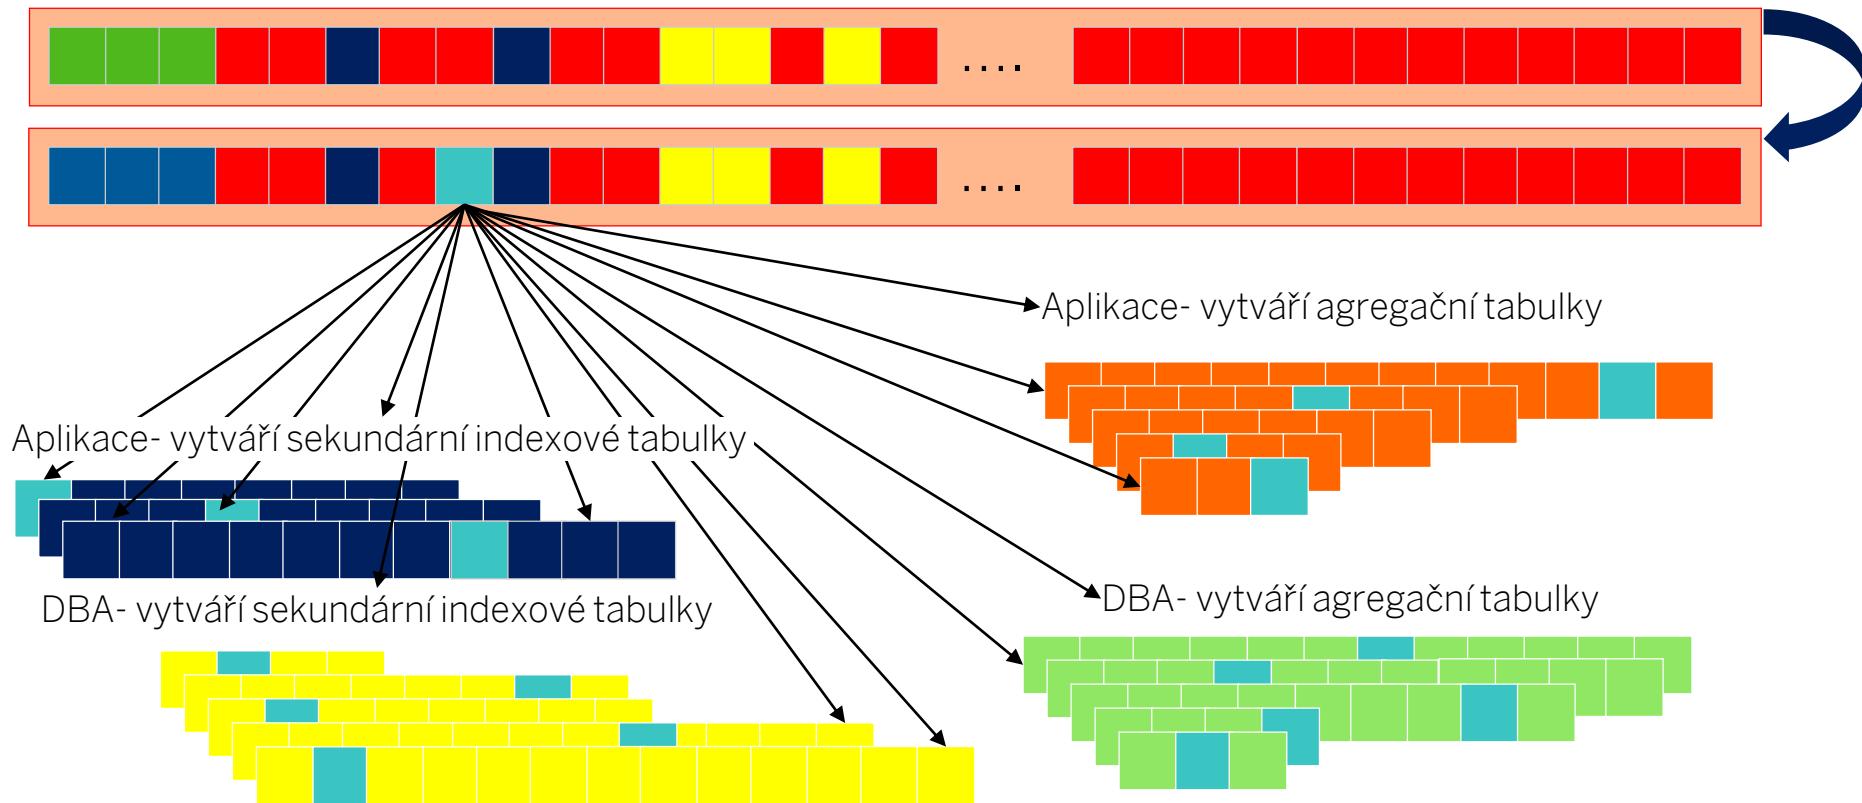 ....
....
Aplikace- vytváří agregační tabulky
Aplikace- vytváří sekundární indexové tabulky
DBA- vytváří agregační tabulky
DBA- vytváří sekundární indexové tabulky